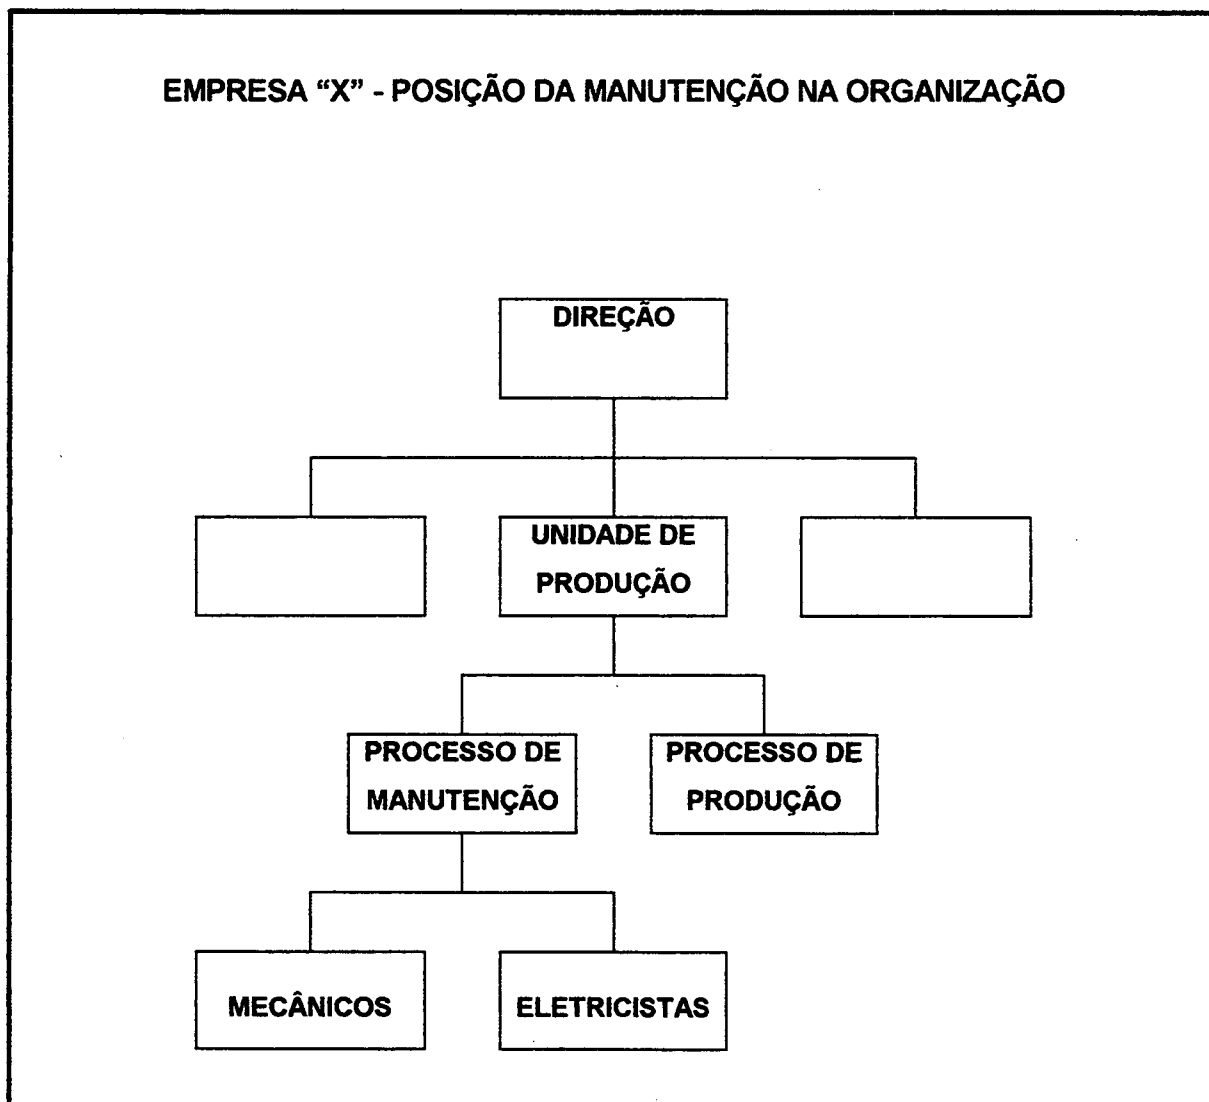 EMPRESA “X” - POSIÇÃO DA MANUTENÇÃO NA ORGANIZAÇÃO
DIREÇÃO
UNIDADE DE
PRODUÇÃO
PROCESSO DE
MANUTENÇÃO
PROCESSO DE
PRODUÇÃO
MECÂNICOS
ELETRICISTAS